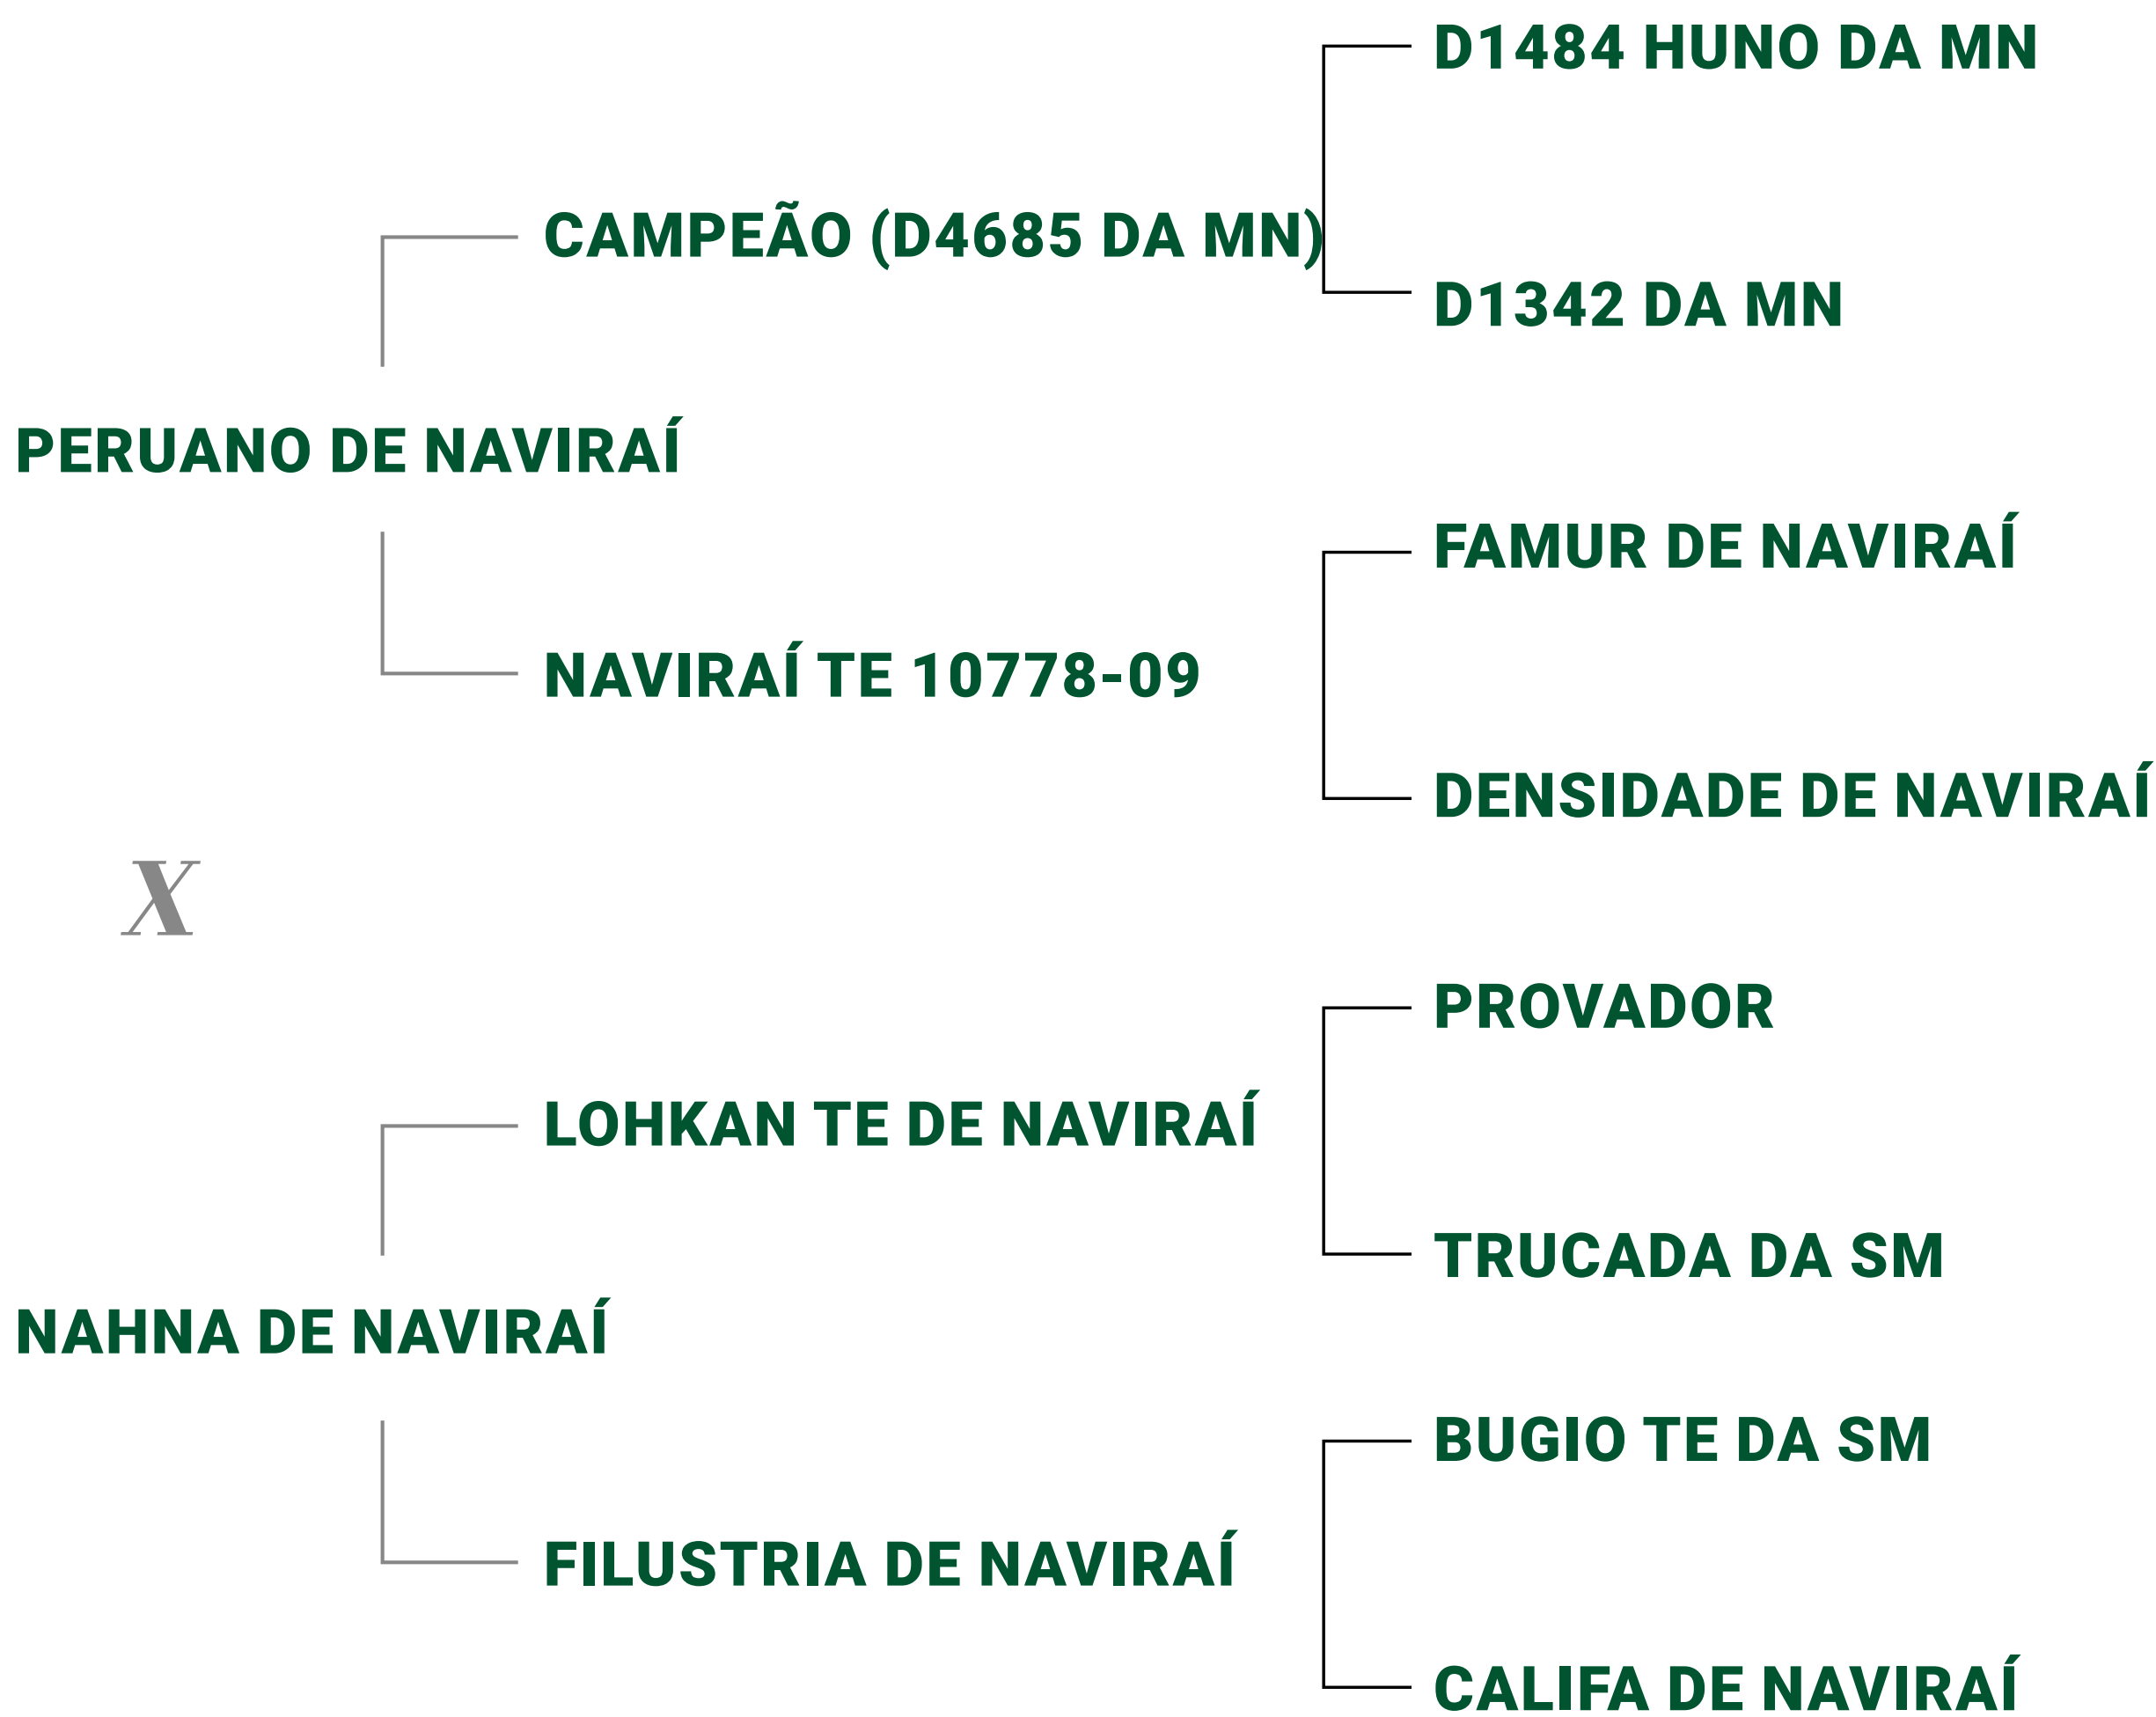 D1484 HUNO DA MN
CAMPEÃO (D4685 DA MN)
D1342 DA MN
PERUANO DE NAVIRAÍ
FAMUR DE NAVIRAÍ
NAVIRAÍ TE 10778-09
DENSIDADE DE NAVIRAÍ
X
PROVADOR
LOHKAN TE DE NAVIRAÍ
TRUCADA DA SM
NAHNA DE NAVIRAÍ
BUGIO TE DA SM
FILUSTRIA DE NAVIRAÍ
CALIFA DE NAVIRAÍ